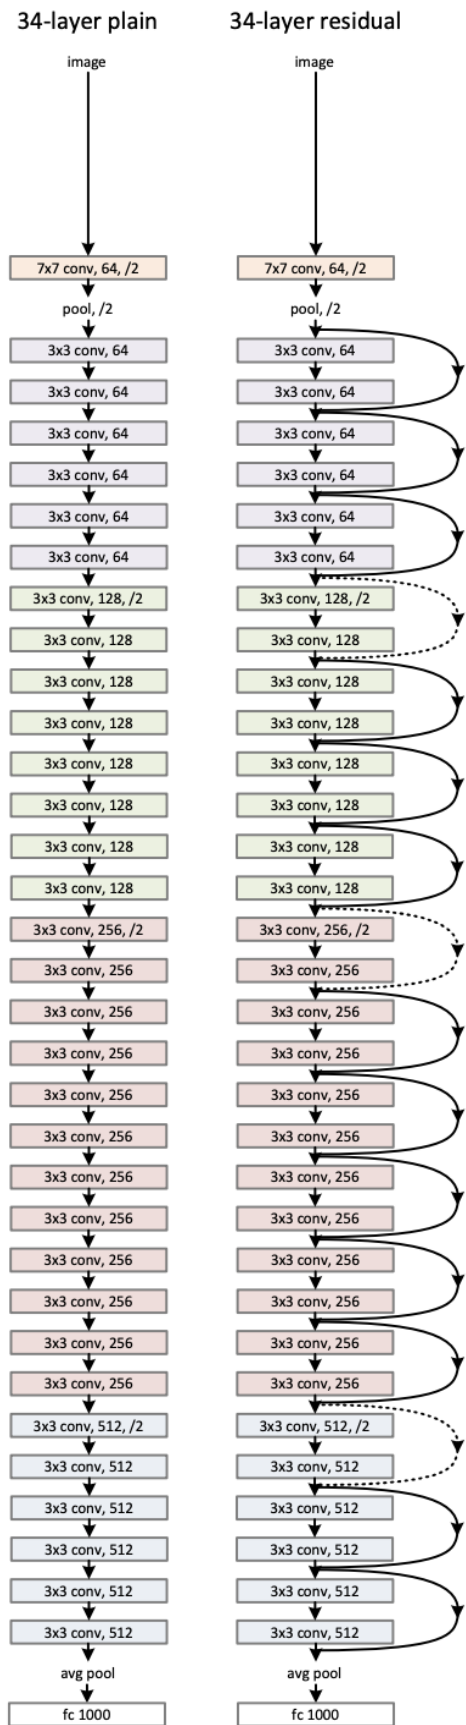 34-layer plain
image
7x7 conv, 64, /2
pool, /2
3x3 conv, 64
3x3 conv, 64
3x3 conv, 64
3x3 conv, 64
3x3 conv, 64
3x3 conv, 64
3x3 conv, 128, /2
3x3 conv, 128
3x3 conv, 128
3x3 conv, 128
3x3 conv, 128
3x3 conv, 128
3x3 conv, 128
3x3 conv, 128
3x3 conv, 256, /2
3x3 conv, 256
3x3 conv, 256
3x3 conv, 256
3x3 conv, 256
3x3 conv, 256
3x3 conv, 256
3x3 conv, 256
3x3 conv, 256
3x3 conv, 256
3x3 conv, 256
3x3 conv, 256
3x3 conv, 512, /2
3x3 conv, 512
3x3 conv, 512
3x3 conv, 512
3x3 conv, 512
3x3 conv, 512
avg pool
fc 1000
34-layer residual
image
7x7 conv, 64, /2
pool, /2
3x3 conv, 64
3x3 conv, 64
3x3 conv, 64
3x3 conv, 64
3x3 conv, 64
3x3 conv, 64
3x3 conv, 128, /2
3x3 conv, 128
3x3 conv, 128
3x3 conv, 128
3x3 conv, 128
3x3 conv, 128
3x3 conv, 128
3x3 conv, 128
3x3 conv, 256, /2
3x3 conv, 256
3x3 conv, 256
3x3 conv, 256
3x3 conv, 256
3x3 conv, 256
3x3 conv, 256
3x3 conv, 256
3x3 conv, 256
3x3 conv, 256
3x3 conv, 256
3x3 conv, 256
3x3 conv, 512, /2
3x3 conv, 512
3x3 conv, 512
3x3 conv, 512
3x3 conv, 512
3x3 conv, 512
avg pool
fc 1000